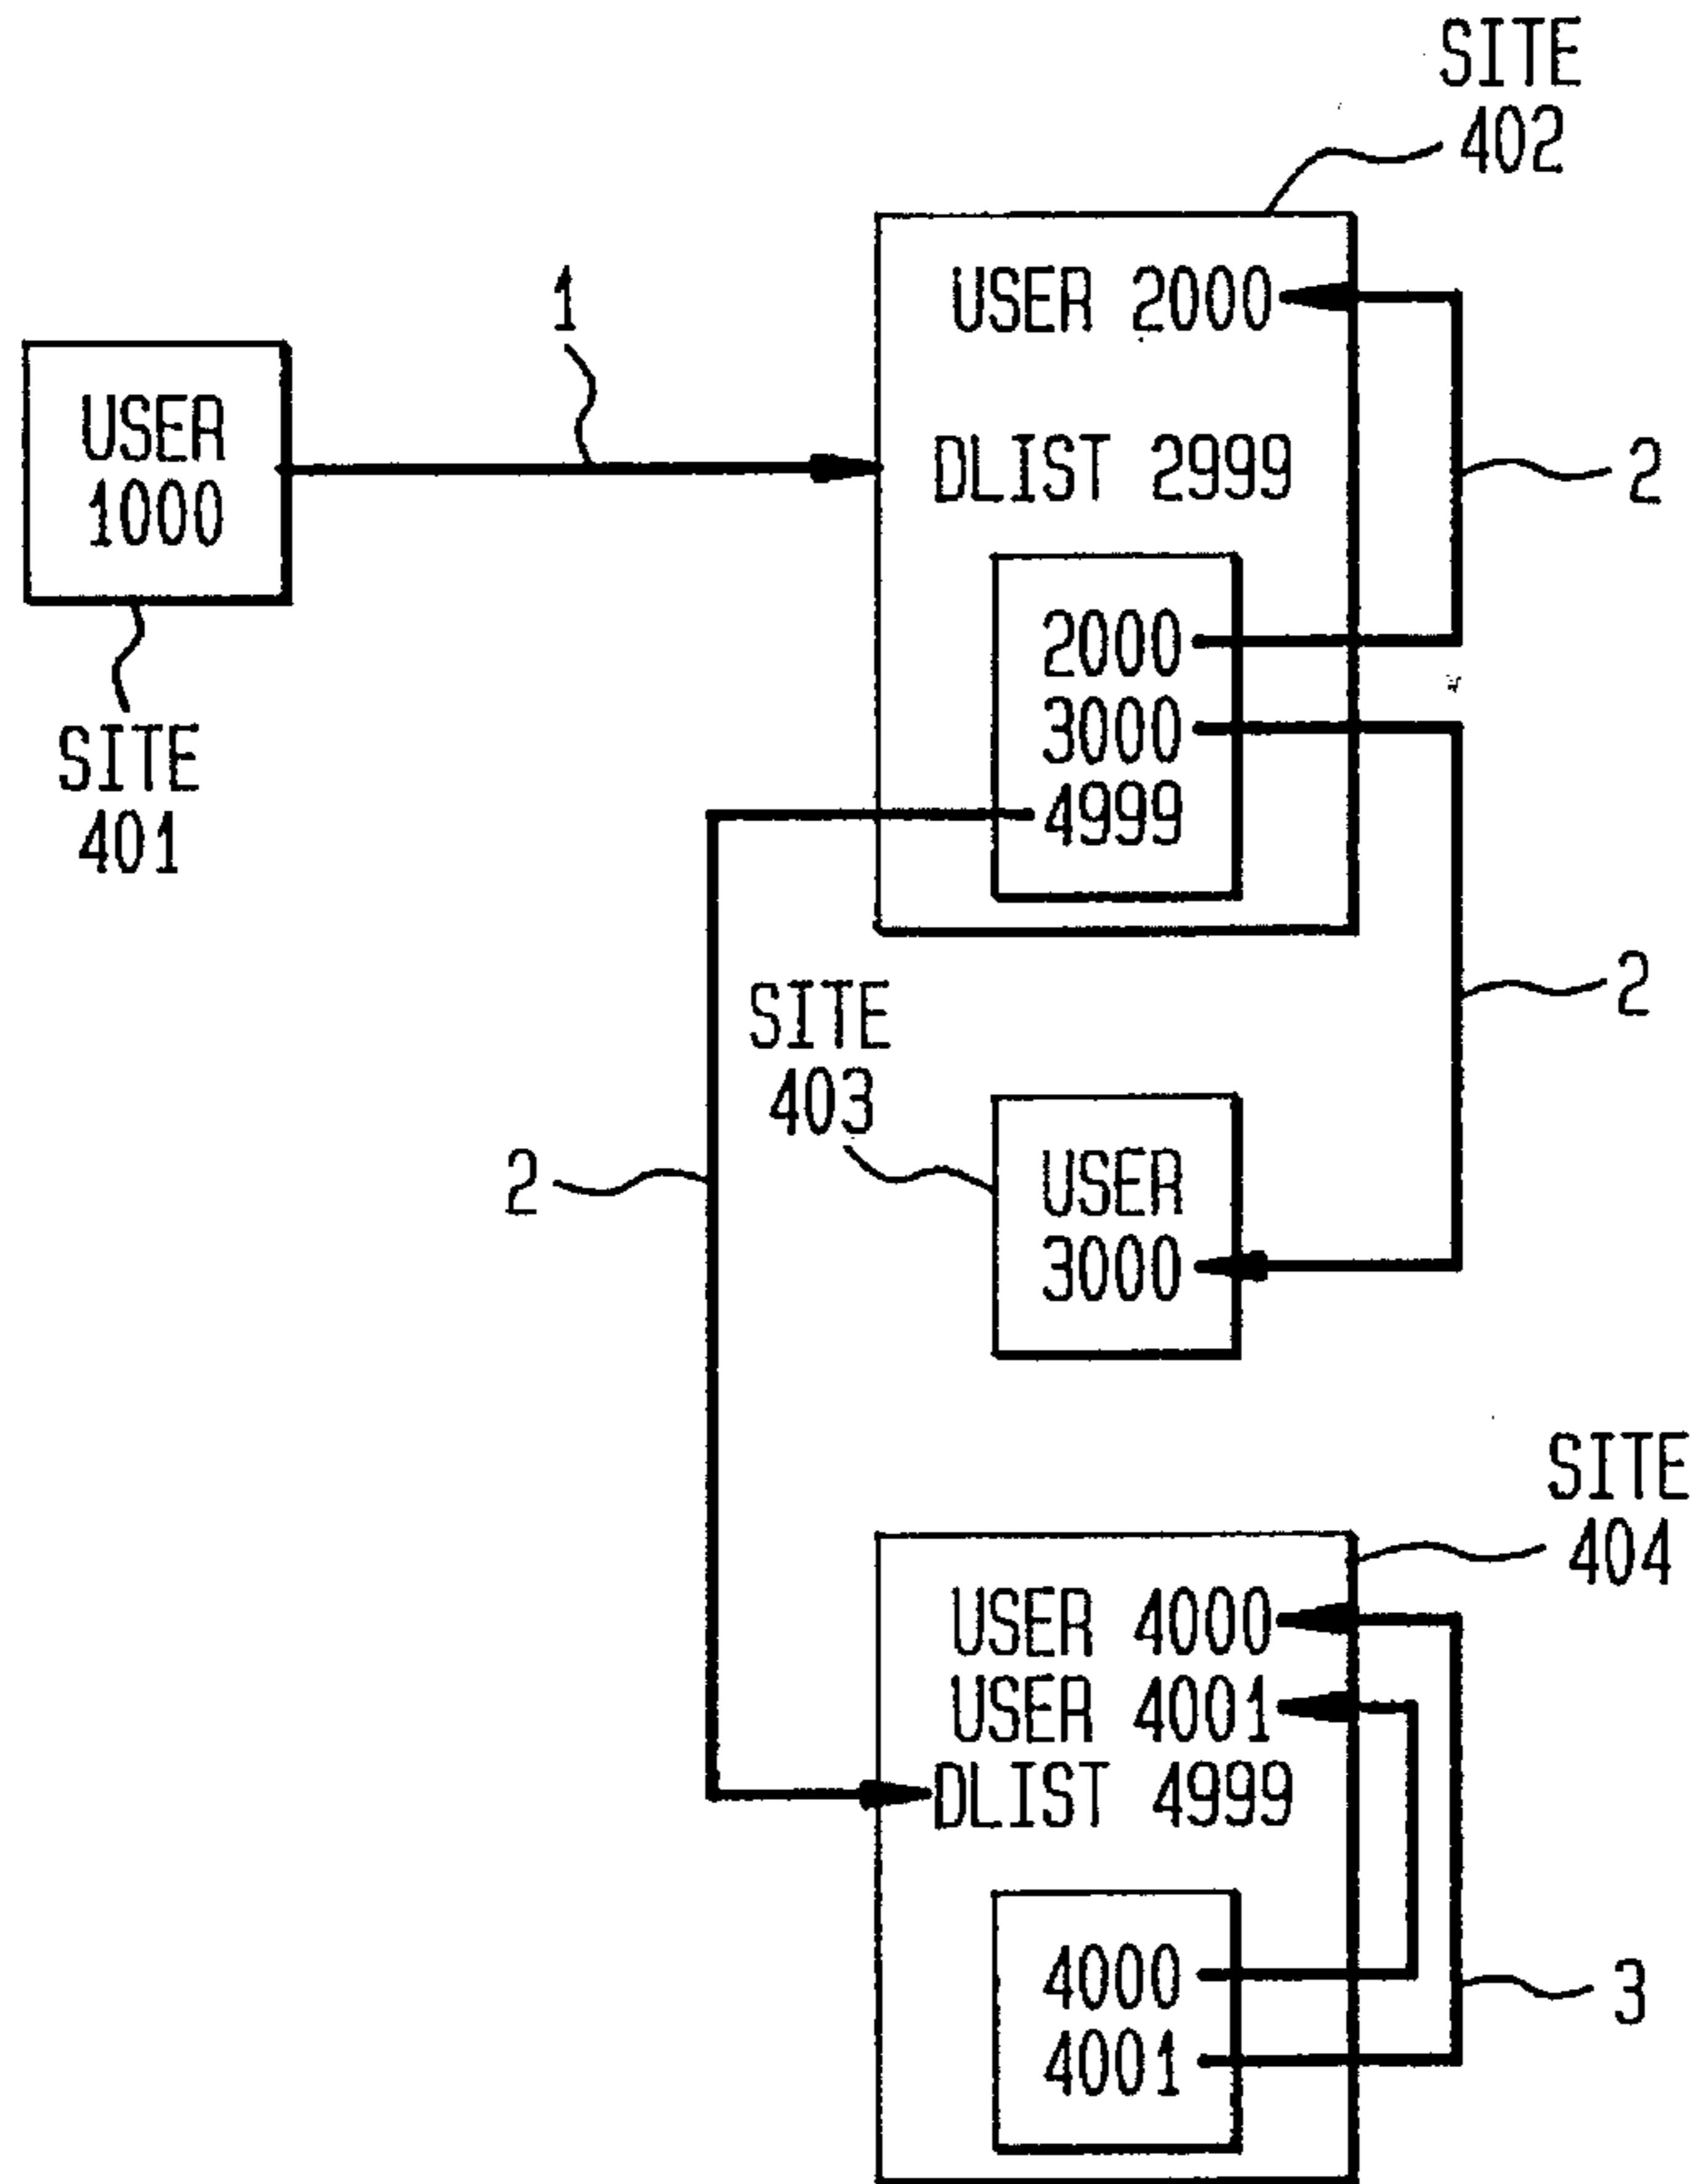 SITE
402
USER 2000
1
USER
1000
DLIST 2999
2
2000
3000
4999
SITE
401
2
SITE
403
2
USER
3000
SITE
404
USER 4000
USER 4001
DLIST 4999
4000
4001
3